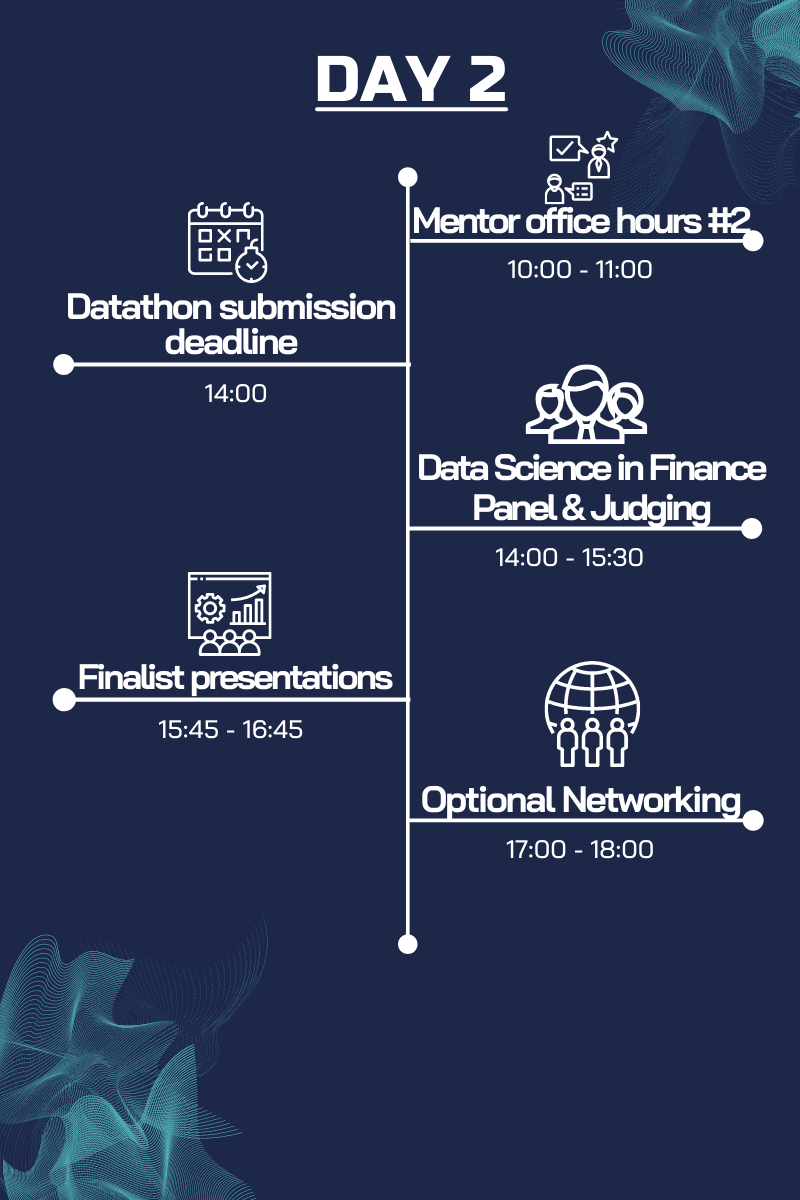 DAY 2
Mentor office hours #2
10:00 - 11:00
Datathon submission
deadline
14:00
Data Science in Finance
Panel & Judging
14:00 - 15:30
Finalist presentations
15:45 - 16:45
Optional Networking
17:00 - 18:00